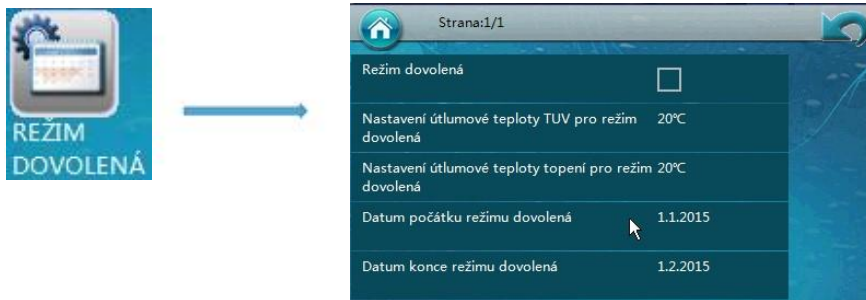 REŽIM
DOVOLENÁ
Strana:1/1
Režim dovolená
Nastavení útlumové teploty TUV pro režim 20℃
dovolená
Nastavení útlumové teploty topení pro režim 20℃
dovolená
Datum počátku režimu dovolená 1.1.2015
Datum konce režimu dovolená 1.2.2015